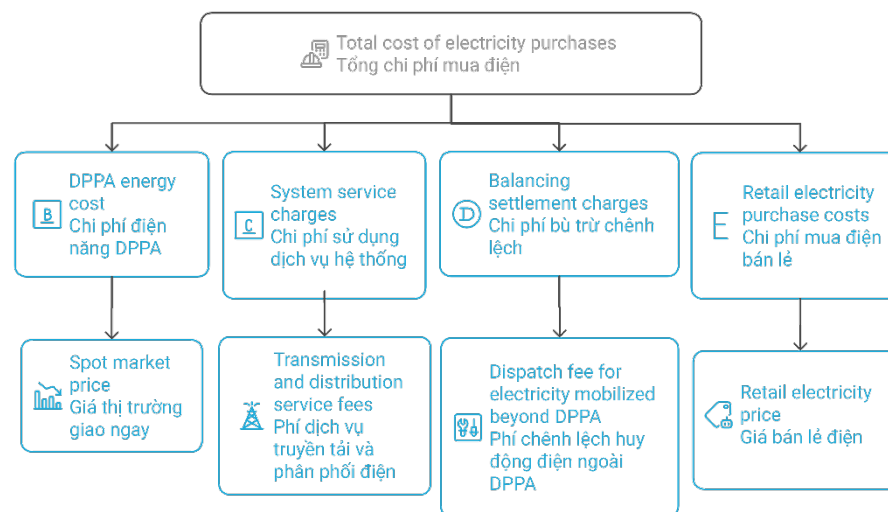 Total cost of electricity purchases
Tổng chi phí mua điện
B
DPPA energy
cost
Chi phí điện
năng DPPA
C
System service
charges
Chi phí sử dụng
dịch vụ hệ thống
D
Balancing
settlement charges
Chi phí bù trừ chênh
lệch
E
Retail electricity
purchase costs
Chi phí mua điện
bán lẻ
Spot market
price
Giá thị trường
giao ngay
Transmission
and distribution
service fees
Phí dịch vụ
truyền tải và
phân phối điện
Dispatch fee for
electricity mobilized
beyond DPPA
Phí chênh lệch huy
động điện ngoài
DPPA
Retail electricity
price
Giá bán lẻ điện